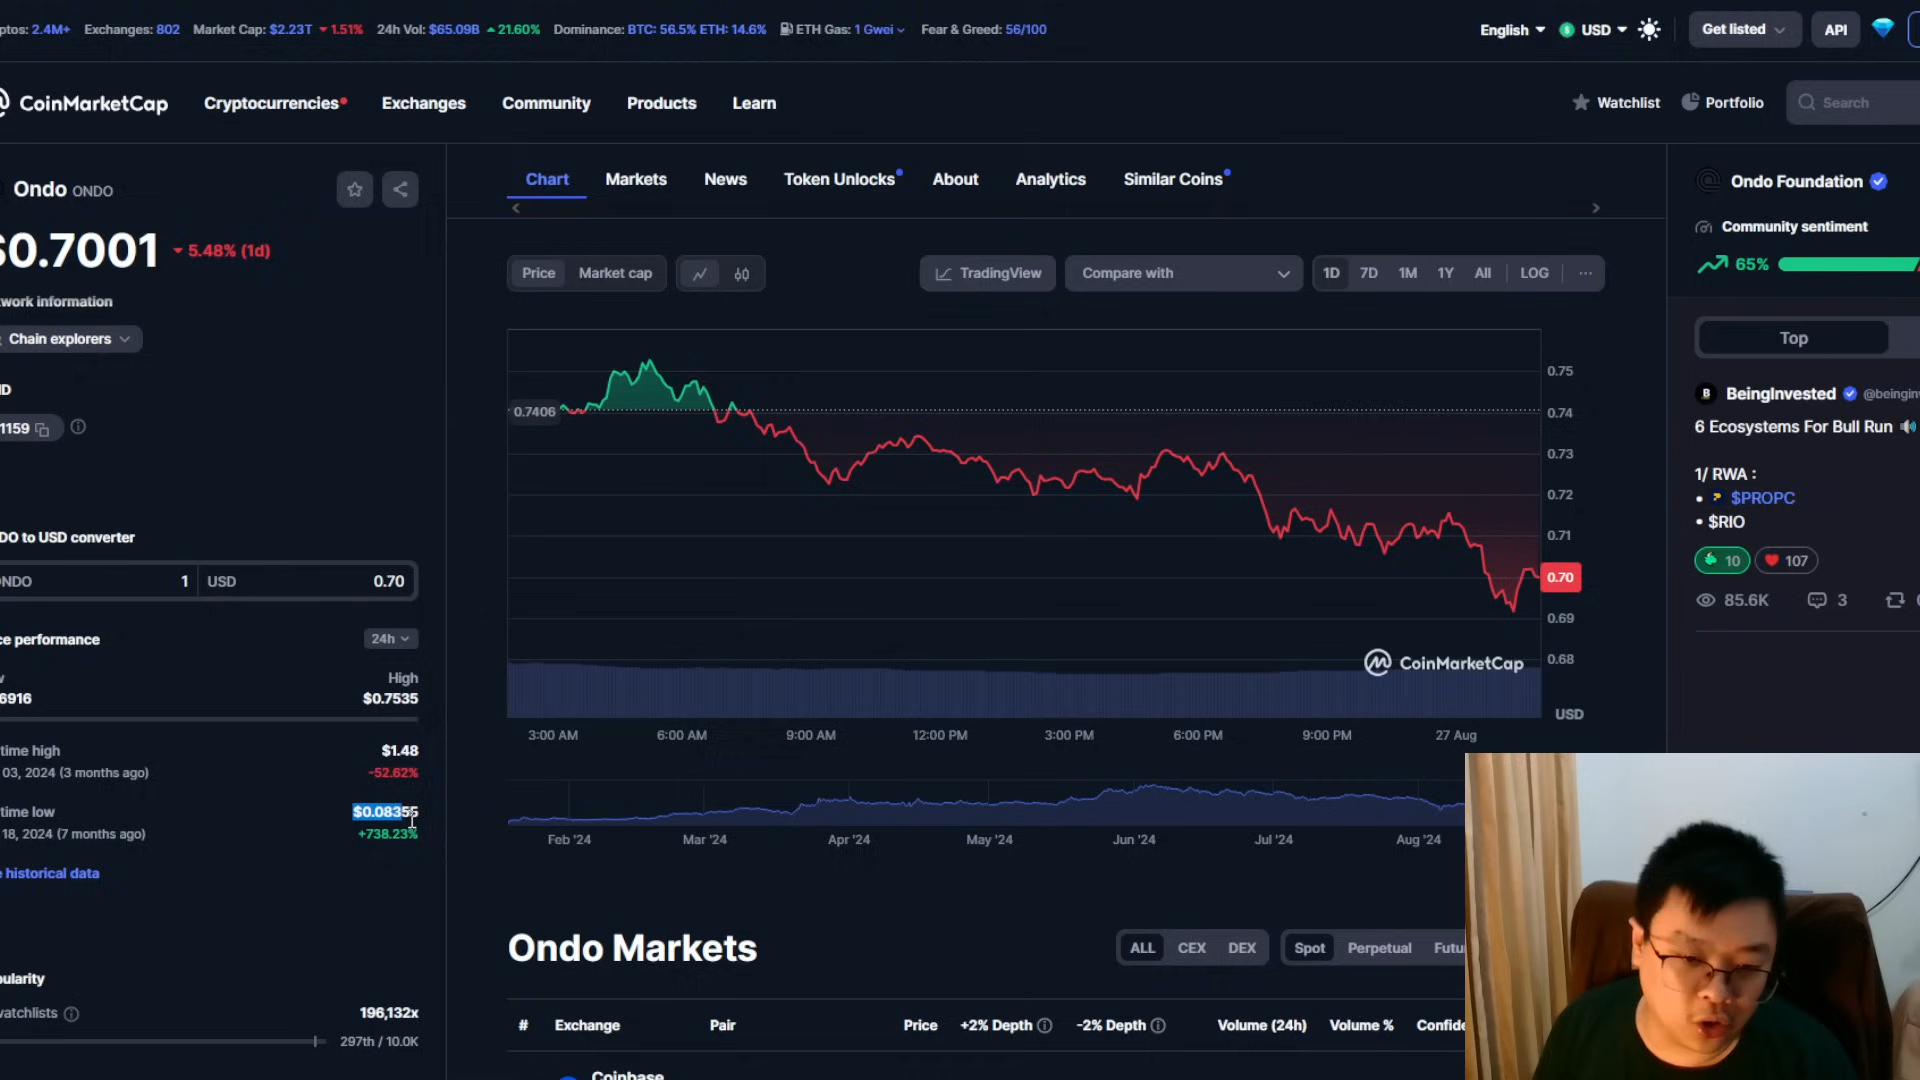 ptos: 2.4M+ Exchanges: 802 Market Cap: $2.23T 1.51% 24h Vol: $65.09B 21.60% Dominance: BTC: 56.5% ETH: 14.6% ETH Gas: 1 Gwei Fear & Greed: 56/100
English USD Get listed API
CoinMarketCap Cryptocurrencies Exchanges Community Products Learn
Watchlist Portfolio Search
Ondo ONDO
$0.7001 5.48% (1d)
work information
Chain explorers
ID
1159
DO to USD converter
NDO 1 USD 0.70
ce performance 24h
w High
6916 $0.7535
time high $1.48
03, 2024 (3 months ago) -52.62%
time low $0.08355
18, 2024 (7 months ago) +738.23%
e historical data
pularity
watchlists 196,132x
297th / 10.0K
Chart Markets News Token Unlocks About Analytics Similar Coins
Price Market cap
TradingView Compare with 1D 7D 1M 1Y All LOG
0.7406
0.75
0.74
0.73
0.72
0.71
0.70
0.69
0.68
CoinMarketCap
USD
3:00 AM 6:00 AM 9:00 AM 12:00 PM 3:00 PM 6:00 PM 9:00 PM 27 Aug
Feb '24 Mar '24 Apr '24 May '24 Jun '24 Jul '24 Aug '24
Ondo Markets
ALL CEX DEX Spot Perpetual Futu
# Exchange Pair Price +2% Depth -2% Depth Volume (24h) Volume % Confide
Coinbase
Ondo Foundation
Community sentiment
65%
Top
BeingInvested @beinginv
6 Ecosystems For Bull Run
1/ RWA :
• $PROPC
• $RIO
10 107
85.6K 3